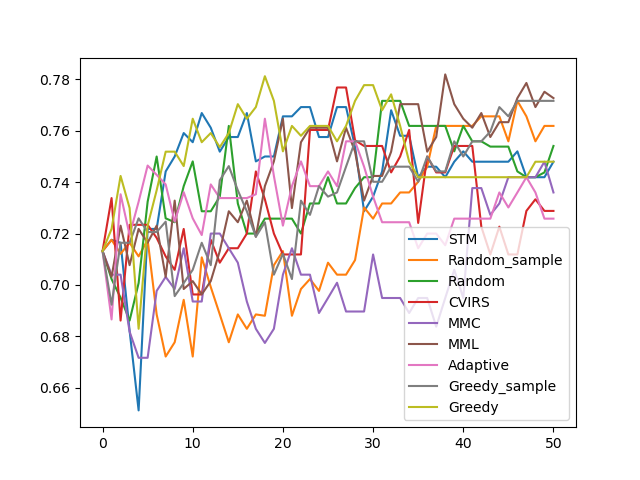 0.78
0.76
0.74
0.72
0.70
0.68
0.66
0
10
20
30
40
50
STM
Random_sample
Random
CVIRS
MMC
MML
Adaptive
Greedy_sample
Greedy